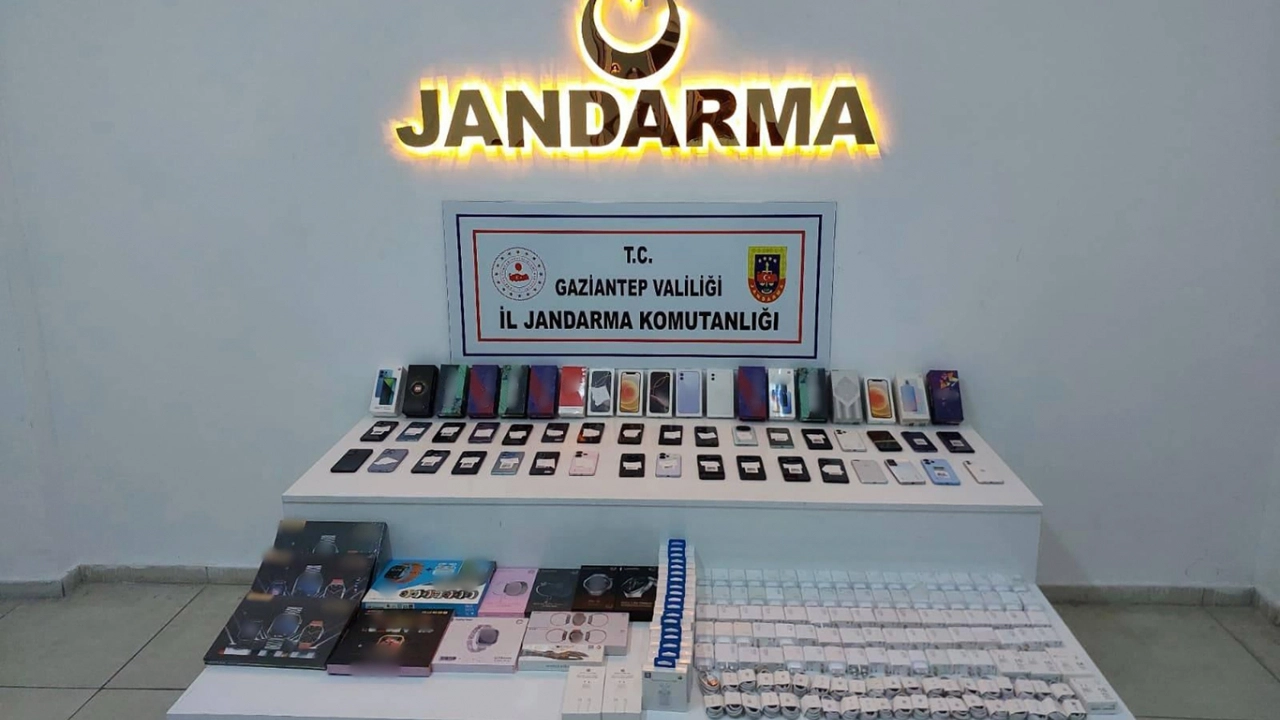 JANDARMA
T.C.
GAZİANTEP VALİLİĞİ
İL JANDARMA KOMUTANLIĞI